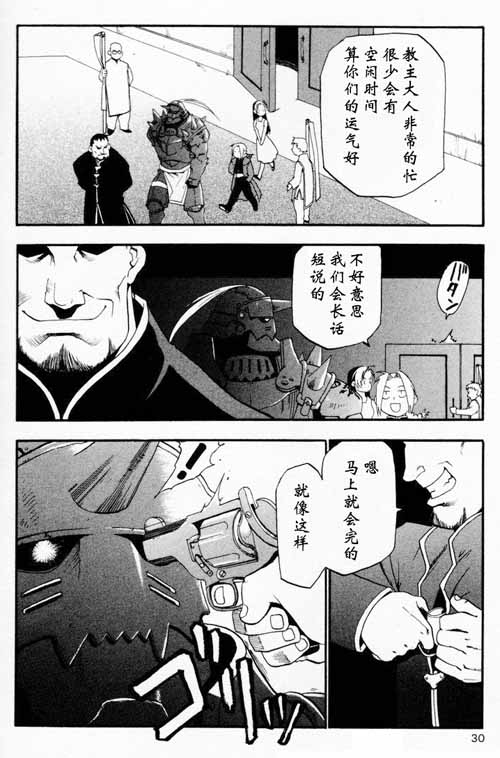 教主大人非常的忙
很少会有
空闲时间
算你们的运气好
不好意思
我们会长话
短说的
バタン
嗯
马上就会完的
就像这样
!
ゴリッ
30